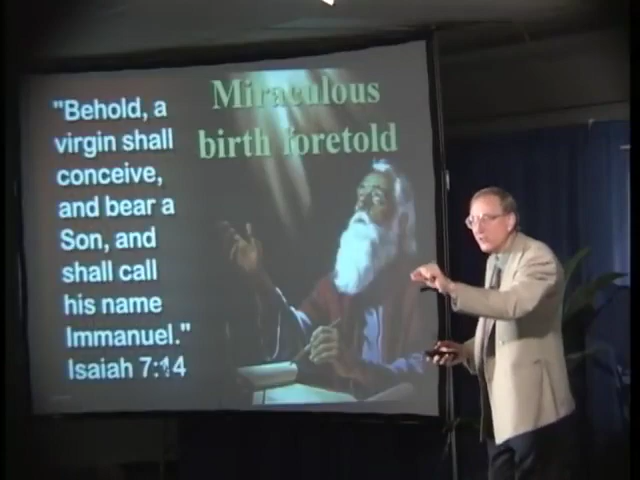 Miraculous
birth foretold
"Behold, a
virgin shall
conceive,
and bear a
Son, and
shall call
his name
Immanuel."
Isaiah 7:14